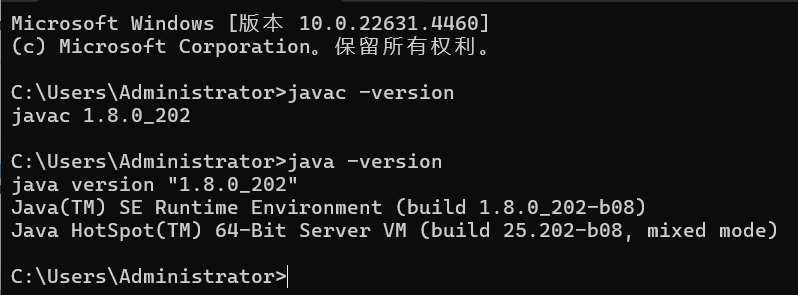 Microsoft Windows [版本 10.0.22631.4460]
(c) Microsoft Corporation。保留所有权利。
C:\Users\Administrator>javac -version
javac 1.8.0_202
C:\Users\Administrator>java -version
java version "1.8.0_202"
Java(TM) SE Runtime Environment (build 1.8.0_202-b08)
Java HotSpot(TM) 64-Bit Server VM (build 25.202-b08, mixed mode)
C:\Users\Administrator>